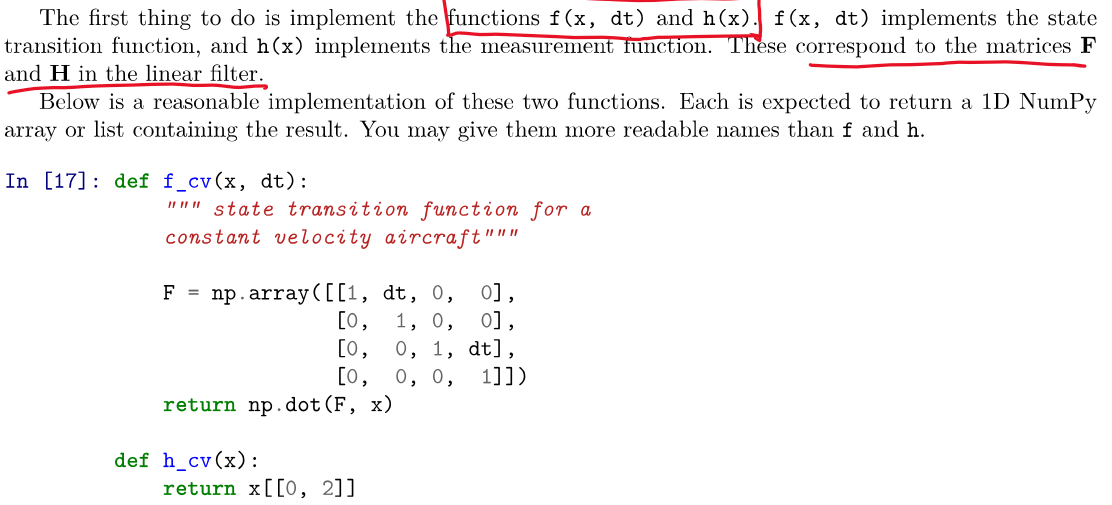 The first thing to do is implement the functions f(x, dt) and h(x). f(x, dt) implements the state
transition function, and h(x) implements the measurement function. These correspond to the matrices F
and H in the linear filter.
Below is a reasonable implementation of these two functions. Each is expected to return a 1D NumPy
array or list containing the result. You may give them more readable names than f and h.
In [17]: def f_cv(x, dt):
""" state transition function for a
constant velocity aircraft"""
F = np.array([[1, dt, 0, 0],
[0, 1, 0, 0],
[0, 0, 1, dt],
[0, 0, 0, 1]])
return np.dot(F, x)
def h_cv(x):
return x[[0, 2]]